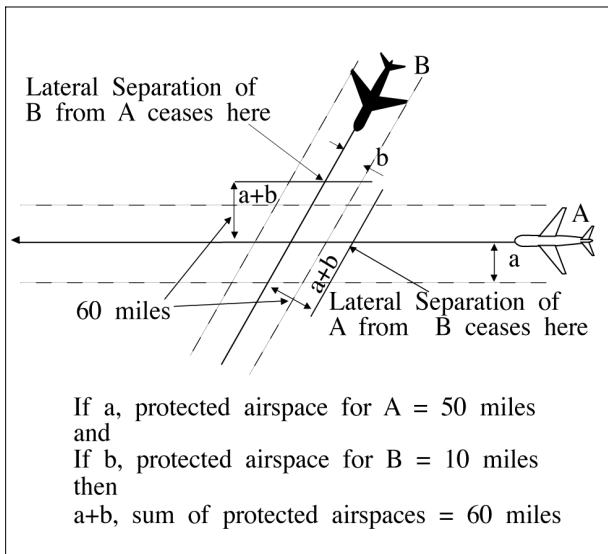 B
Lateral Separation of
B from A ceases here
b
a+b
A
a
a+b
60 miles
Lateral Separation of
A from B ceases here
If a, protected airspace for A = 50 miles
and
If b, protected airspace for B = 10 miles
then
a+b, sum of protected airspaces = 60 miles